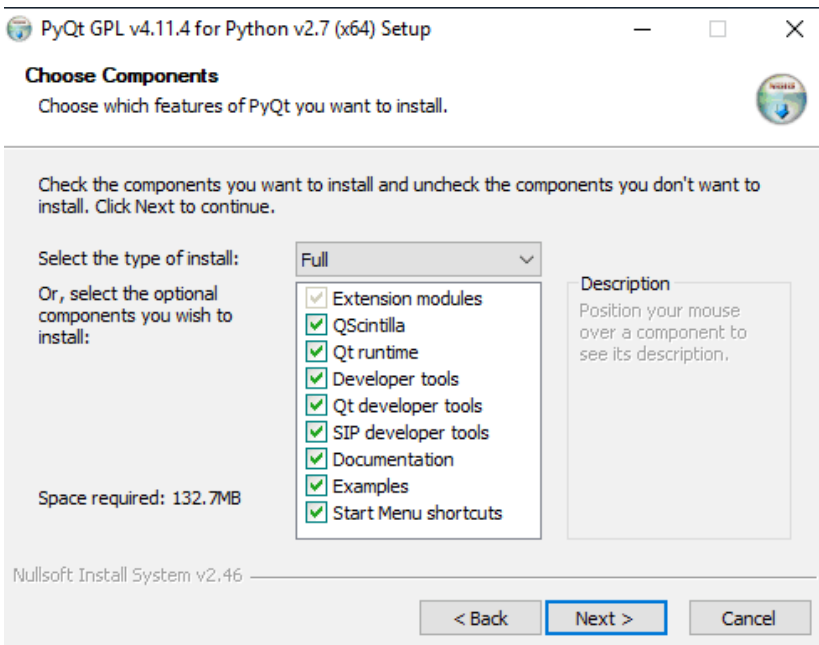 PyQt GPL v4.11.4 for Python v2.7 (x64) Setup
Choose Components
Choose which features of PyQt you want to install.
Check the components you want to install and uncheck the components you don't want to
install. Click Next to continue.
Select the type of install:
Full
Or, select the optional
components you wish to
install:
Extension modules
QScintilla
Qt runtime
Developer tools
Qt developer tools
SIP developer tools
Documentation
Examples
Start Menu shortcuts
Description
Position your mouse
over a component to
see its description.
Space required: 132.7MB
Nullsoft Install System v2.46
< Back
Next >
Cancel